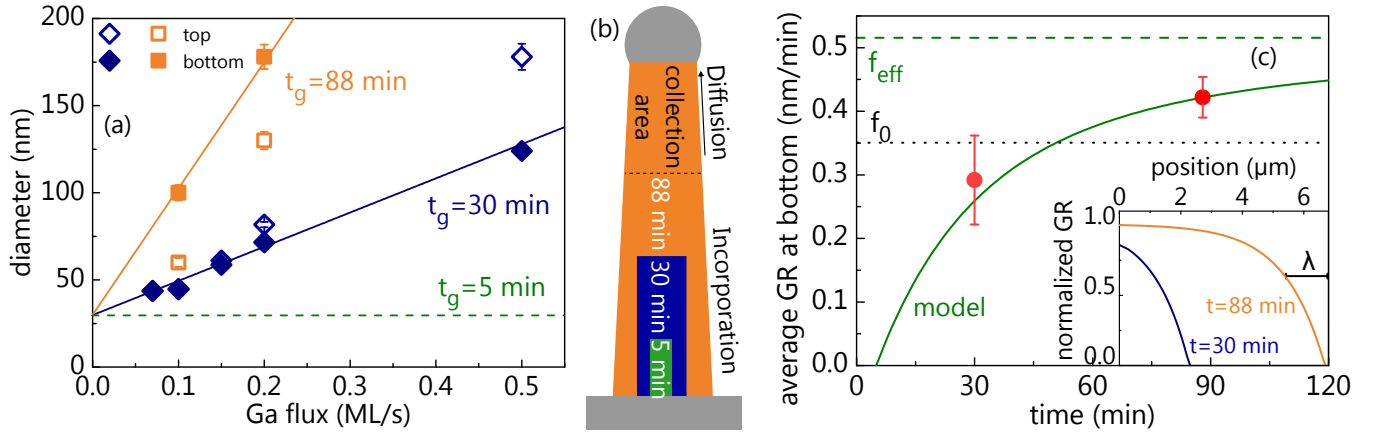 200
150
100
50
0
diameter (nm)
0.0
0.1
0.2
0.3
0.4
0.5
Ga flux (ML/s)
(a)
top
bottom
t_g=88 min
t_g=30 min
t_g=5 min
(b)
collection
area
Diffusion
Incorporation
88 min
30 min
5 min
(c)
0.5
0.4
0.3
0.2
0.1
0.0
average GR at bottom (nm/min)
0
30
60
90
120
time (min)
f_eff
f_0
model
position (µm)
0
2
4
6
normalized GR
1.0
0.5
0.0
λ
t=88 min
t=30 min